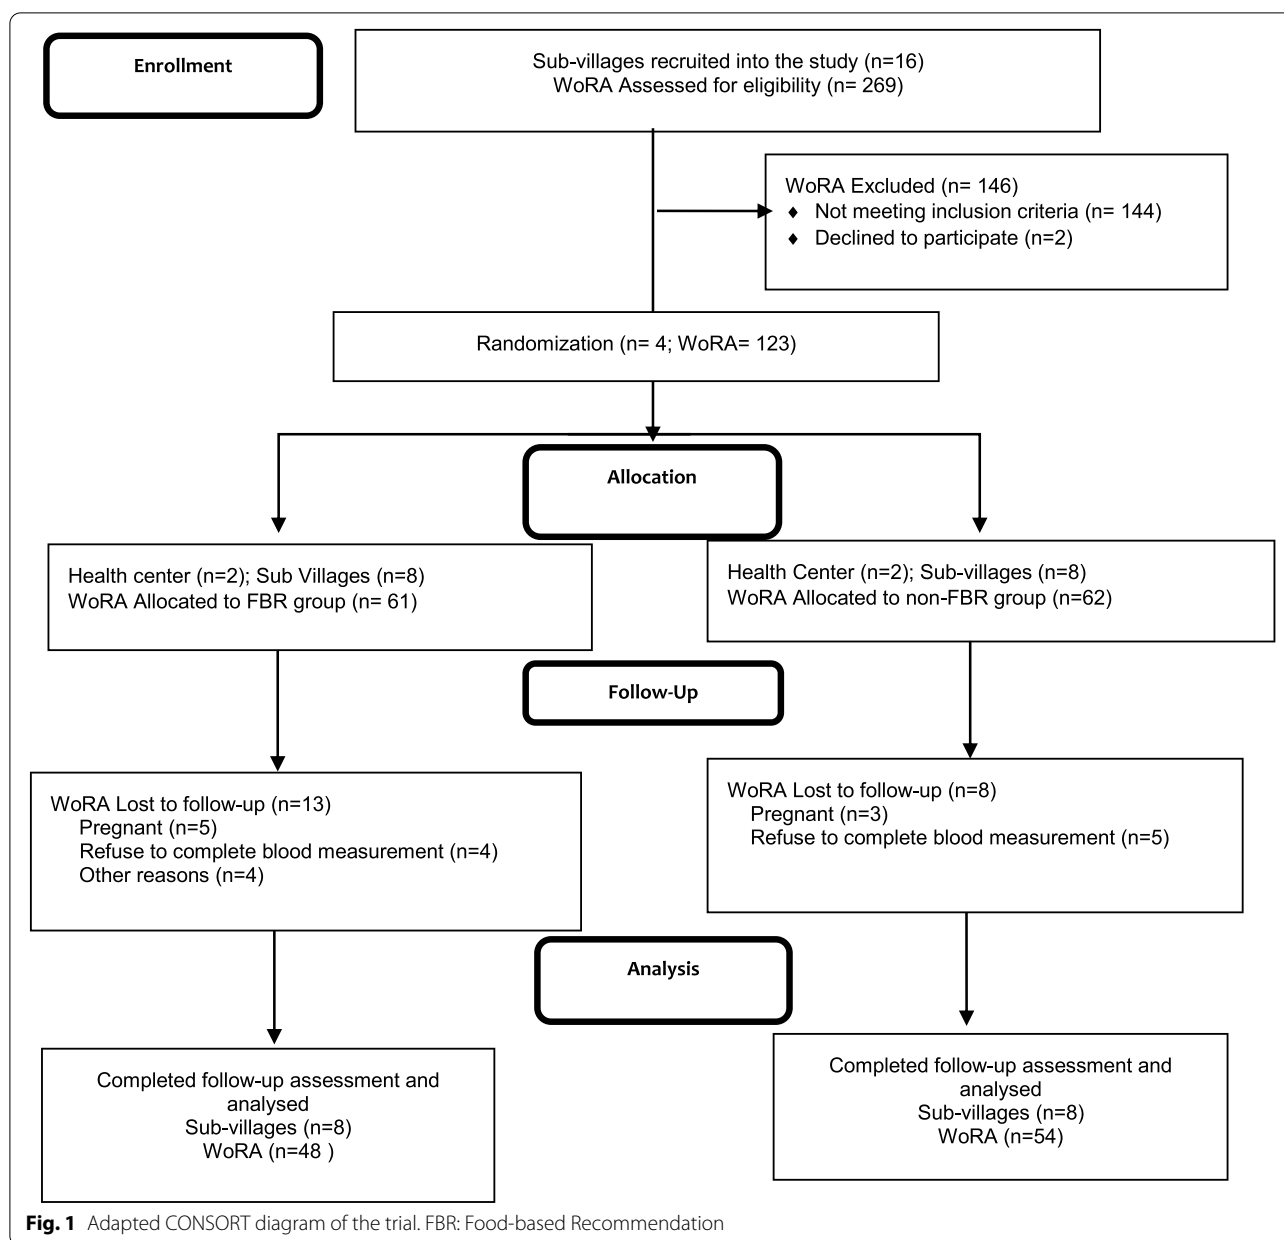 Enrollment
Sub-villages recruited into the study (n=16)
WoRA Assessed for eligibility (n= 269)
WoRA Excluded (n= 146)
♦ Not meeting inclusion criteria (n= 144)
♦ Declined to participate (n=2)
Randomization (n= 4; WoRA= 123)
Allocation
Health center (n=2); Sub Villages (n=8)
WoRA Allocated to FBR group (n= 61)
Health Center (n=2); Sub-villages (n=8)
WoRA Allocated to non-FBR group (n=62)
Follow-Up
WoRA Lost to follow-up (n=13)
Pregnant (n=5)
Refuse to complete blood measurement (n=4)
Other reasons (n=4)
WoRA Lost to follow-up (n=8)
Pregnant (n=3)
Refuse to complete blood measurement (n=5)
Analysis
Completed follow-up assessment and
analysed
Sub-villages (n=8)
WoRA (n=48 )
Completed follow-up assessment and
analysed
Sub-villages (n=8)
WoRA (n=54)
Fig. 1 Adapted CONSORT diagram of the trial. FBR: Food-based Recommendation